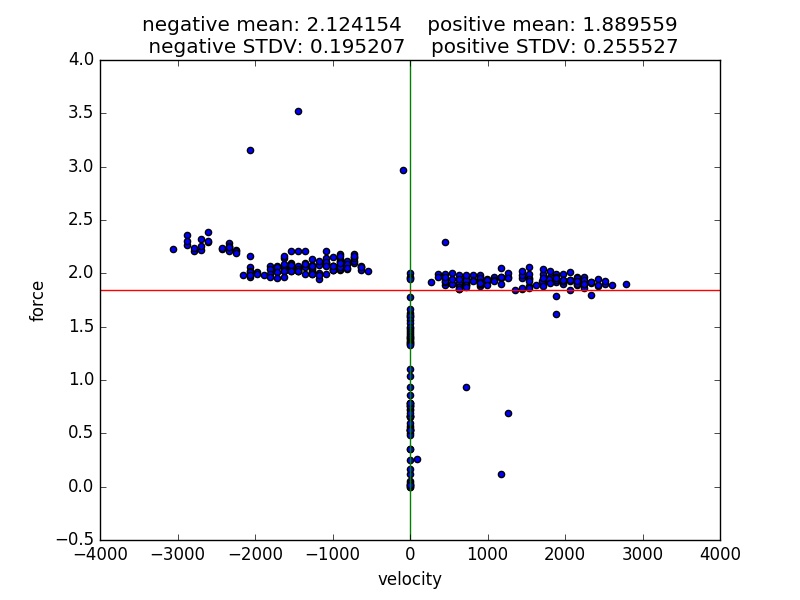 negative mean: 2.124154 positive mean: 1.889559
negative STDV: 0.195207 positive STDV: 0.255527
4.0
3.5
3.0
2.5
2.0
1.5
1.0
0.5
0.0
−0.5
force
−4000 −3000 −2000 −1000 0 1000 2000 3000 4000
velocity